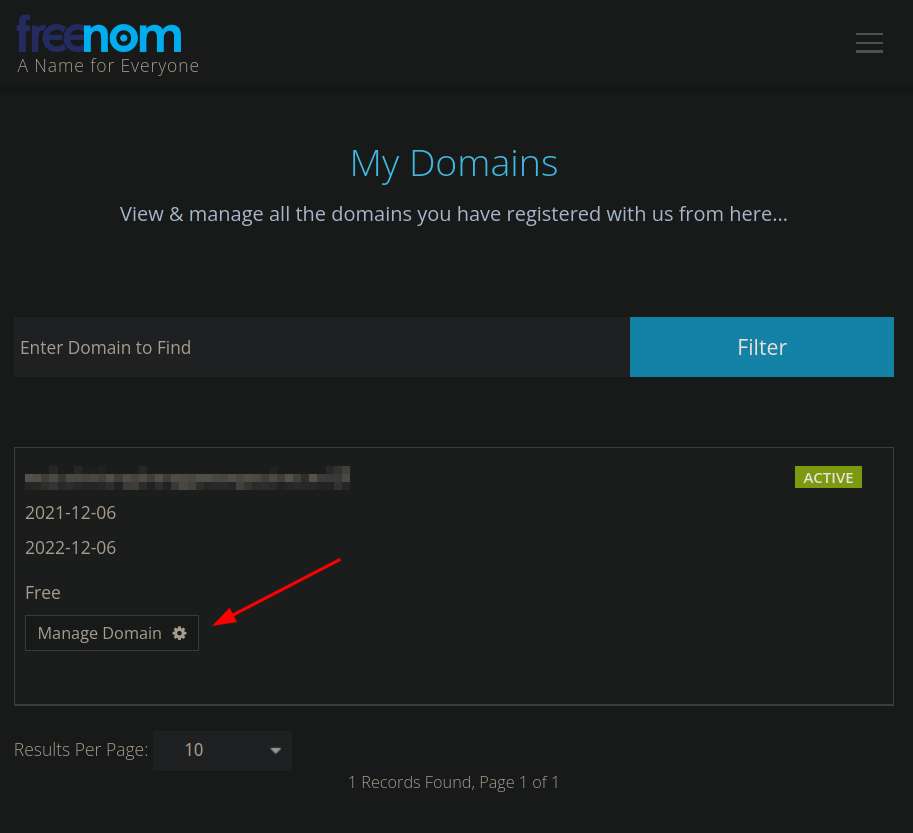 freenom
A Name for Everyone
My Domains
View & manage all the domains you have registered with us from here...
Enter Domain to Find
Filter
ACTIVE
2021-12-06
2022-12-06
Free
Manage Domain
Results Per Page: 10
1 Records Found, Page 1 of 1